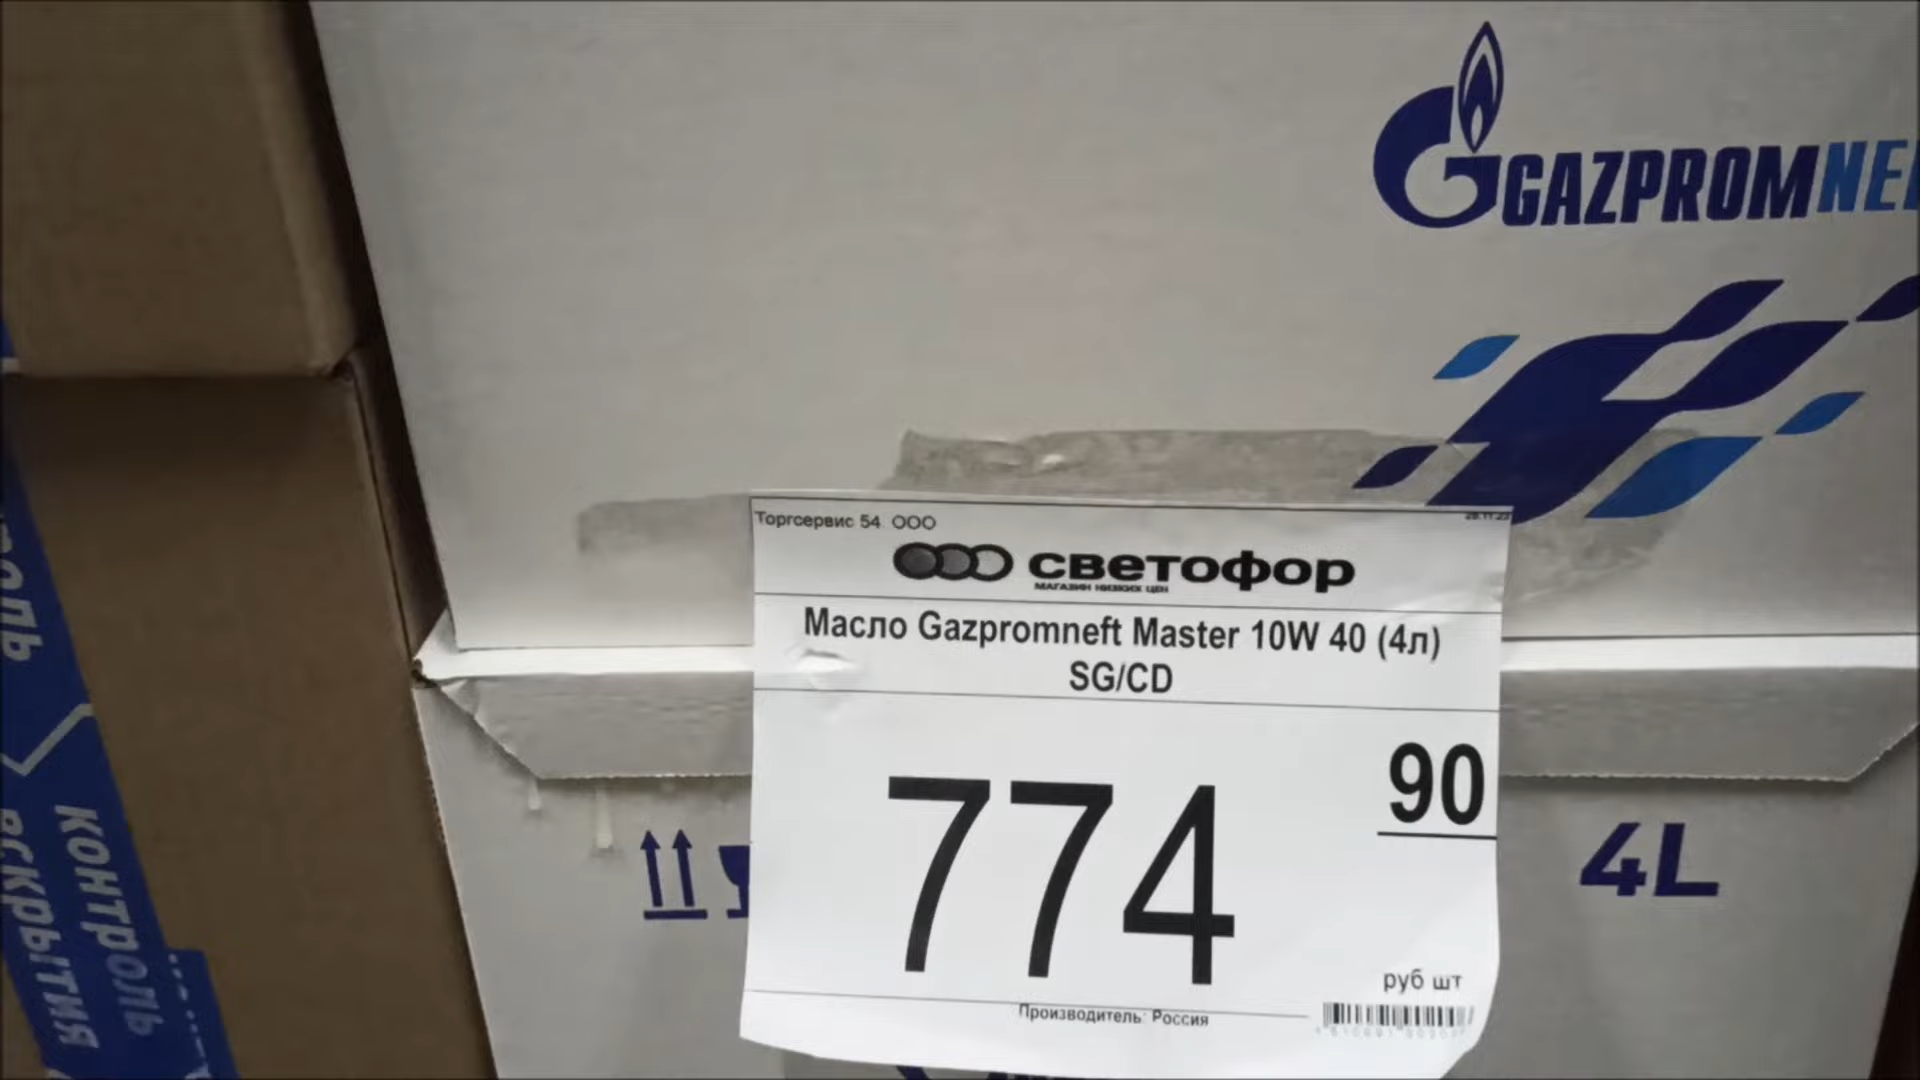 GAZPROMNE
Торгсервис 54 ООО
светофор
МАГАЗИН НИЗКИХ ЦЕН
Масло Gazpromneft Master 10W 40 (4л)
SG/CD
774
90
руб шт
Производитель: Россия
4L
КОНТРОЛЬ
ВСКРЫТИЯ